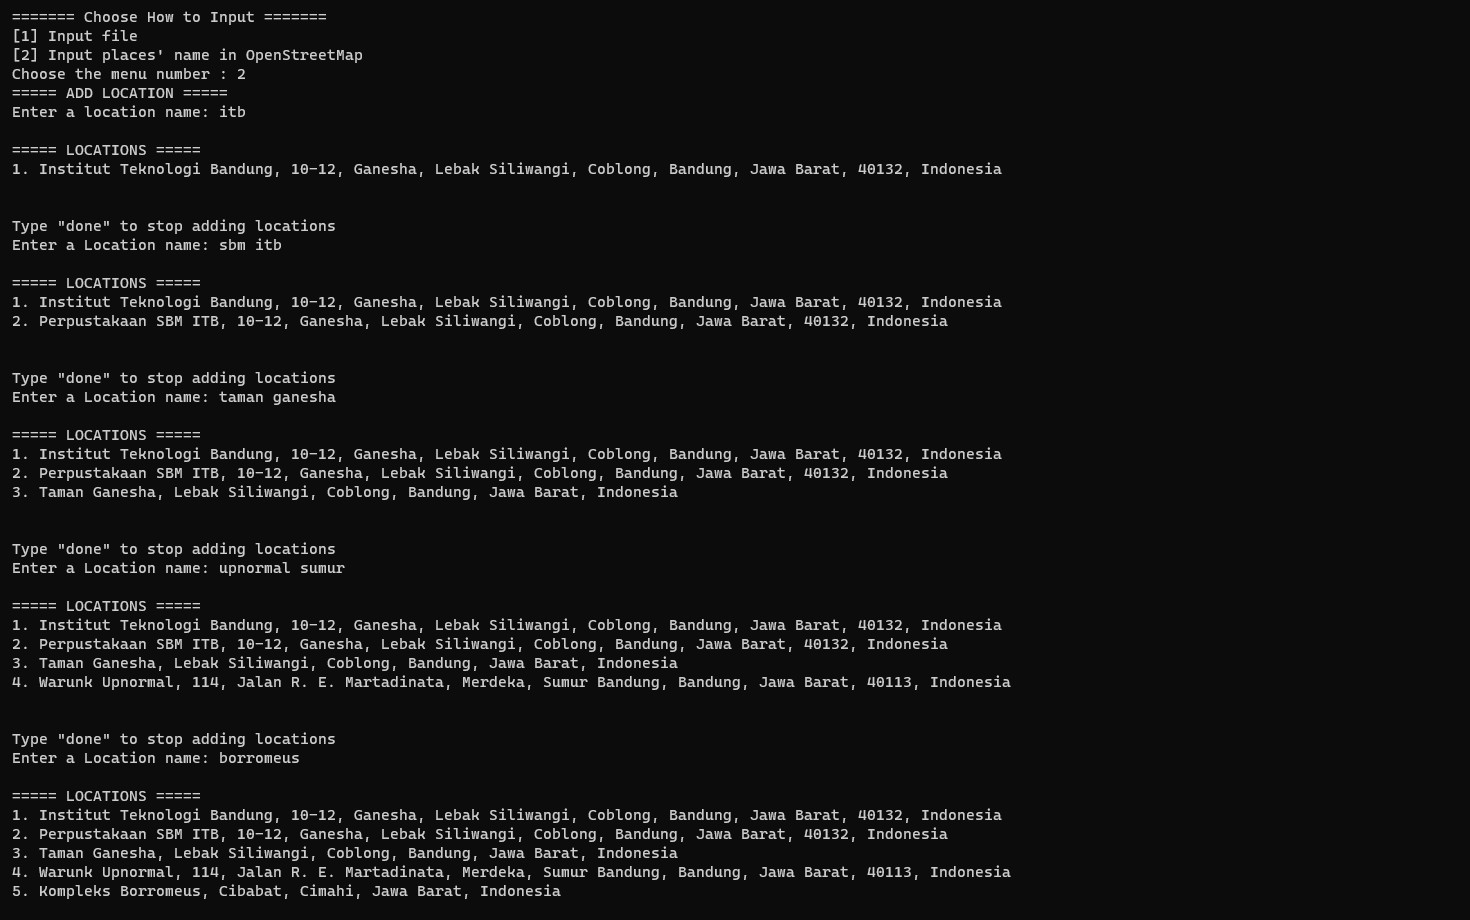 ======= Choose How to Input =======
[1] Input file
[2] Input places' name in OpenStreetMap
Choose the menu number : 2
===== ADD LOCATION =====
Enter a location name: itb
===== LOCATIONS =====
1. Institut Teknologi Bandung, 10-12, Ganesha, Lebak Siliwangi, Coblong, Bandung, Jawa Barat, 40132, Indonesia
Type "done" to stop adding locations
Enter a Location name: sbm itb
===== LOCATIONS =====
1. Institut Teknologi Bandung, 10-12, Ganesha, Lebak Siliwangi, Coblong, Bandung, Jawa Barat, 40132, Indonesia
2. Perpustakaan SBM ITB, 10-12, Ganesha, Lebak Siliwangi, Coblong, Bandung, Jawa Barat, 40132, Indonesia
Type "done" to stop adding locations
Enter a Location name: taman ganesha
===== LOCATIONS =====
1. Institut Teknologi Bandung, 10-12, Ganesha, Lebak Siliwangi, Coblong, Bandung, Jawa Barat, 40132, Indonesia
2. Perpustakaan SBM ITB, 10-12, Ganesha, Lebak Siliwangi, Coblong, Bandung, Jawa Barat, 40132, Indonesia
3. Taman Ganesha, Lebak Siliwangi, Coblong, Bandung, Jawa Barat, Indonesia
Type "done" to stop adding locations
Enter a Location name: upnormal sumur
===== LOCATIONS =====
1. Institut Teknologi Bandung, 10-12, Ganesha, Lebak Siliwangi, Coblong, Bandung, Jawa Barat, 40132, Indonesia
2. Perpustakaan SBM ITB, 10-12, Ganesha, Lebak Siliwangi, Coblong, Bandung, Jawa Barat, 40132, Indonesia
3. Taman Ganesha, Lebak Siliwangi, Coblong, Bandung, Jawa Barat, Indonesia
4. Warunk Upnormal, 114, Jalan R. E. Martadinata, Merdeka, Sumur Bandung, Bandung, Jawa Barat, 40113, Indonesia
Type "done" to stop adding locations
Enter a Location name: borromeus
===== LOCATIONS =====
1. Institut Teknologi Bandung, 10-12, Ganesha, Lebak Siliwangi, Coblong, Bandung, Jawa Barat, 40132, Indonesia
2. Perpustakaan SBM ITB, 10-12, Ganesha, Lebak Siliwangi, Coblong, Bandung, Jawa Barat, 40132, Indonesia
3. Taman Ganesha, Lebak Siliwangi, Coblong, Bandung, Jawa Barat, Indonesia
4. Warunk Upnormal, 114, Jalan R. E. Martadinata, Merdeka, Sumur Bandung, Bandung, Jawa Barat, 40113, Indonesia
5. Kompleks Borromeus, Cibabat, Cimahi, Jawa Barat, Indonesia